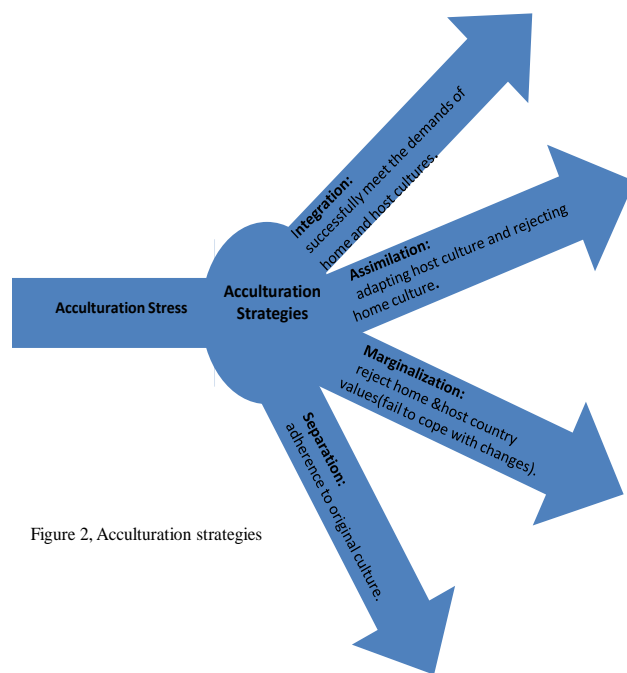 Integration:
successfully meet the demands of
home and host cultures.
Assimilation:
adapting host culture and rejecting
home culture.
Acculturation Stress
Acculturation
Strategies
Marginalization:
reject home &host country
values(fail to cope with changes).
Separation:
adherence to original culture.
Figure 2, Acculturation strategies